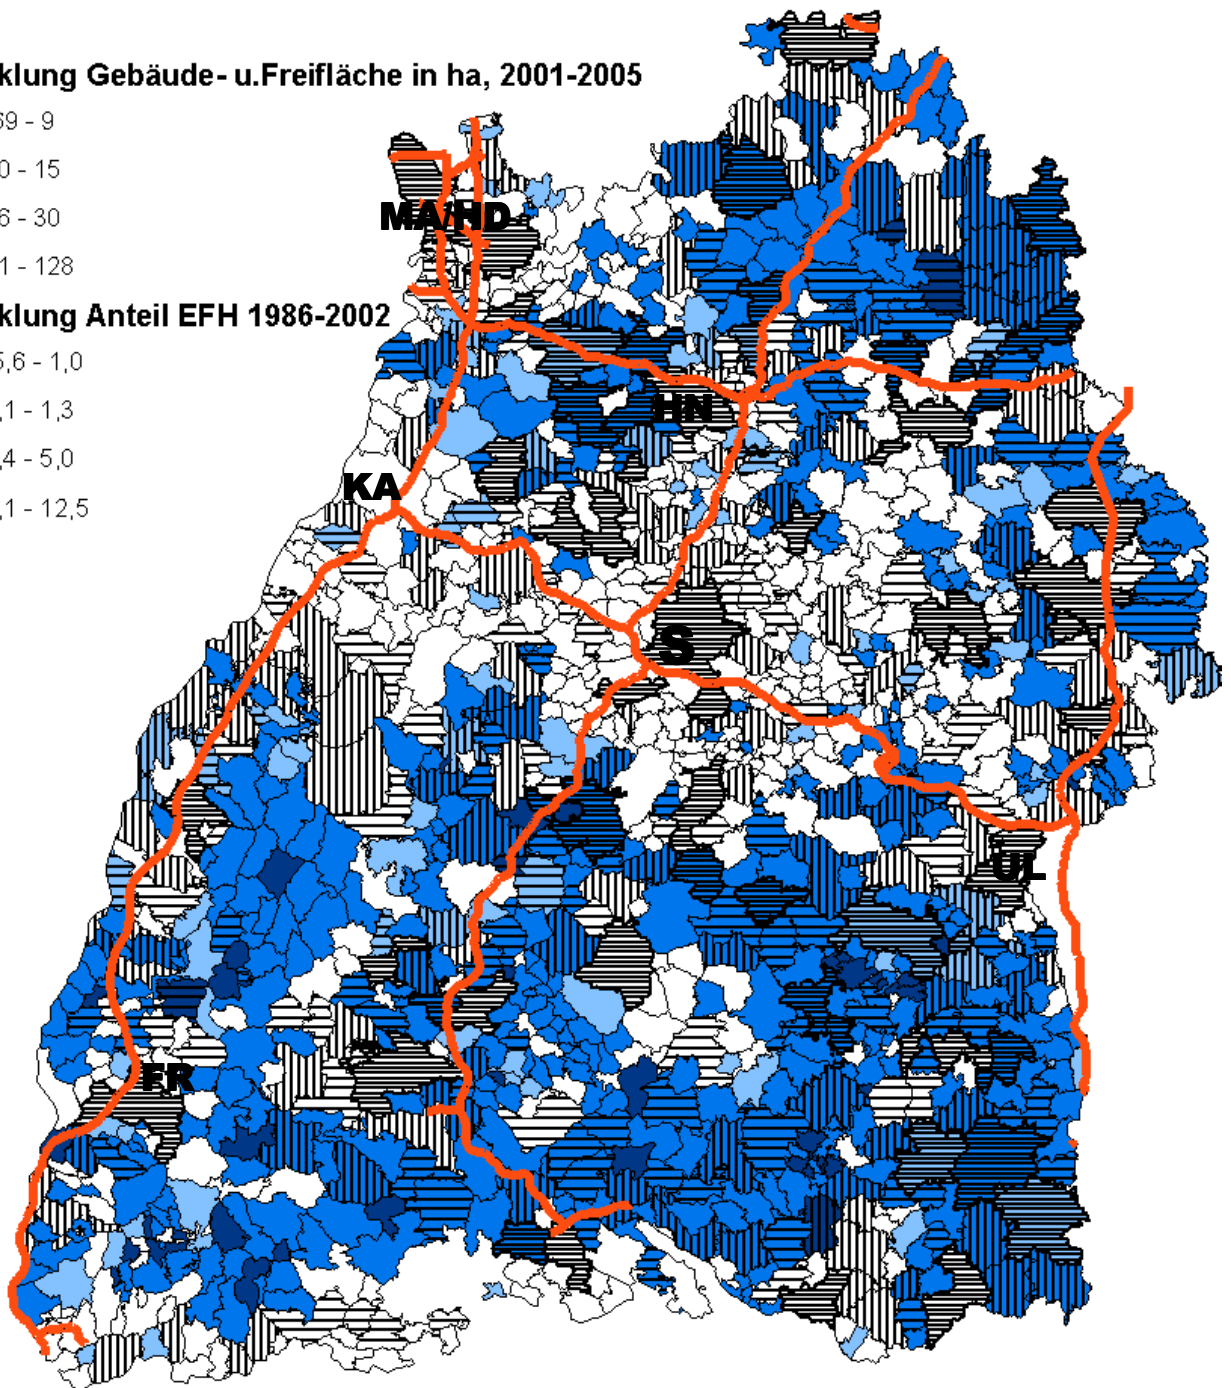 klung Gebäude- u.Freifläche in ha, 2001-2005
69 - 9
0 - 15
6 - 30
1 - 128
klung Anteil EFH 1986-2002
5,6 - 1,0
,1 - 1,3
,4 - 5,0
,1 - 12,5
MA/HD
HN
KA
S
UL
FR